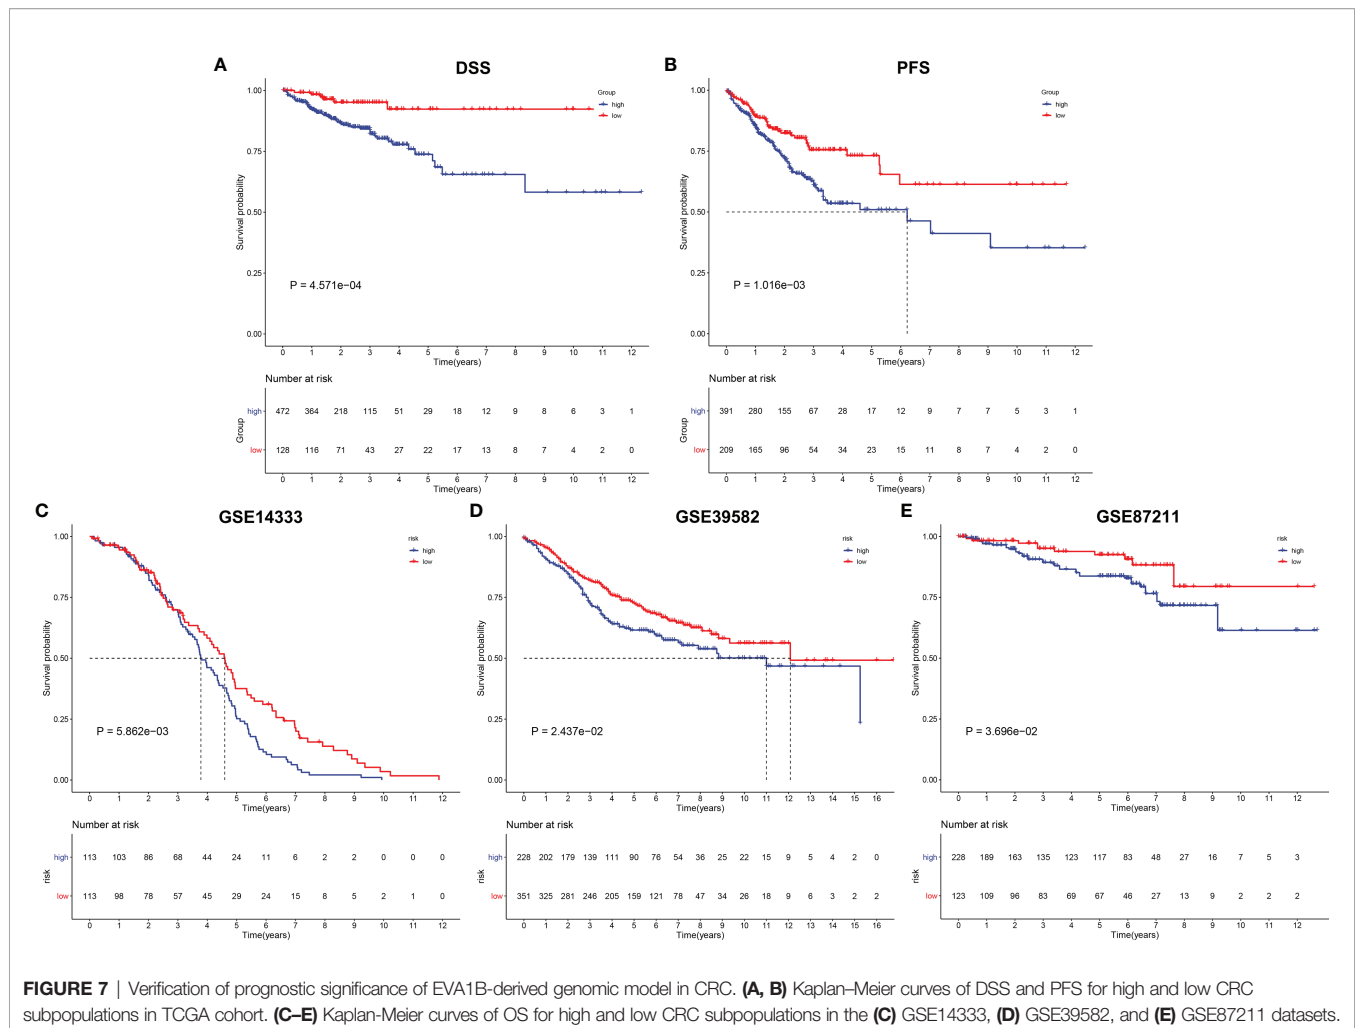 A
DSS
Survival probability
1.00
0.75
0.50
0.25
0.00
Group
high
low
P = 4.571e−04
0 1 2 3 4 5 6 7 8 9 10 11 12
Time(years)
Number at risk
Group
high 472 364 218 115 51 29 18 12 9 8 6 3 1
low 128 116 71 43 27 22 17 13 8 7 4 2 0
0 1 2 3 4 5 6 7 8 9 10 11 12
Time(years)
B
PFS
Survival probability
1.00
0.75
0.50
0.25
0.00
Group
high
low
P = 1.016e−03
0 1 2 3 4 5 6 7 8 9 10 11 12
Time(years)
Number at risk
Group
high 391 280 155 67 28 17 12 9 7 7 5 3 1
low 209 165 96 54 34 23 15 11 8 7 4 2 0
0 1 2 3 4 5 6 7 8 9 10 11 12
Time(years)
C
GSE14333
Survival probability
1.00
0.75
0.50
0.25
0.00
risk
high
low
P = 5.862e−03
0 1 2 3 4 5 6 7 8 9 10 11 12
Time(years)
Number at risk
risk
high 113 103 86 68 44 24 11 6 2 2 0 0 0
low 113 98 78 57 45 29 24 15 8 5 2 1 0
0 1 2 3 4 5 6 7 8 9 10 11 12
Time(years)
D
GSE39582
Survival probability
1.00
0.75
0.50
0.25
0.00
risk
high
low
P = 2.437e−02
0 1 2 3 4 5 6 7 8 9 10 11 12 13 14 15 16
Time(years)
Number at risk
risk
high 228 202 179 139 111 90 76 54 36 25 22 15 9 5 4 2 0
low 351 325 281 246 205 159 121 78 47 34 26 18 9 6 3 2 2
0 1 2 3 4 5 6 7 8 9 10 11 12 13 14 15 16
Time(years)
E
GSE87211
Survival probability
1.00
0.75
0.50
0.25
0.00
risk
high
low
P = 3.696e−02
0 1 2 3 4 5 6 7 8 9 10 11 12
Time(years)
Number at risk
risk
high 228 189 163 135 123 117 83 48 27 16 7 5 3
low 123 109 96 83 69 67 46 27 13 9 2 2 2
0 1 2 3 4 5 6 7 8 9 10 11 12
Time(years)
FIGURE 7 | Verification of prognostic significance of EVA1B-derived genomic model in CRC. (A, B) Kaplan–Meier curves of DSS and PFS for high and low CRC
subpopulations in TCGA cohort. (C–E) Kaplan-Meier curves of OS for high and low CRC subpopulations in the (C) GSE14333, (D) GSE39582, and (E) GSE87211 datasets.